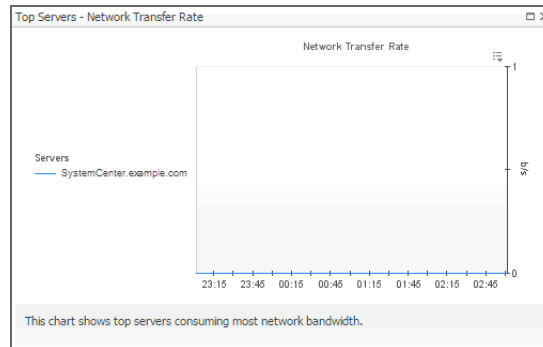 Top Servers - Network Transfer Rate
Network Transfer Rate
1
Servers
SystemCenter.example.com
b/s
0
23:15 23:45 00:15 00:45 01:15 01:45 02:15 02:45
This chart shows top servers consuming most network bandwidth.